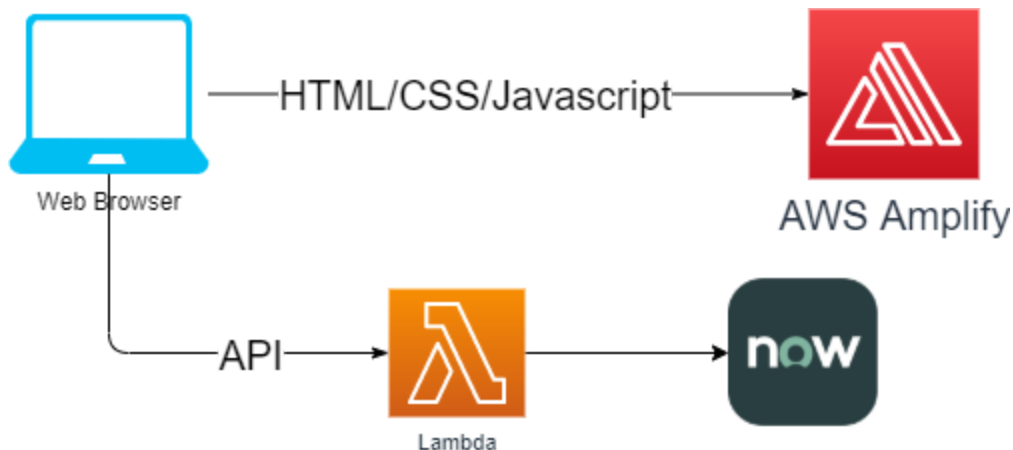 HTML/CSS/Javascript
Web Browser
AWS Amplify
API
now
Lambda